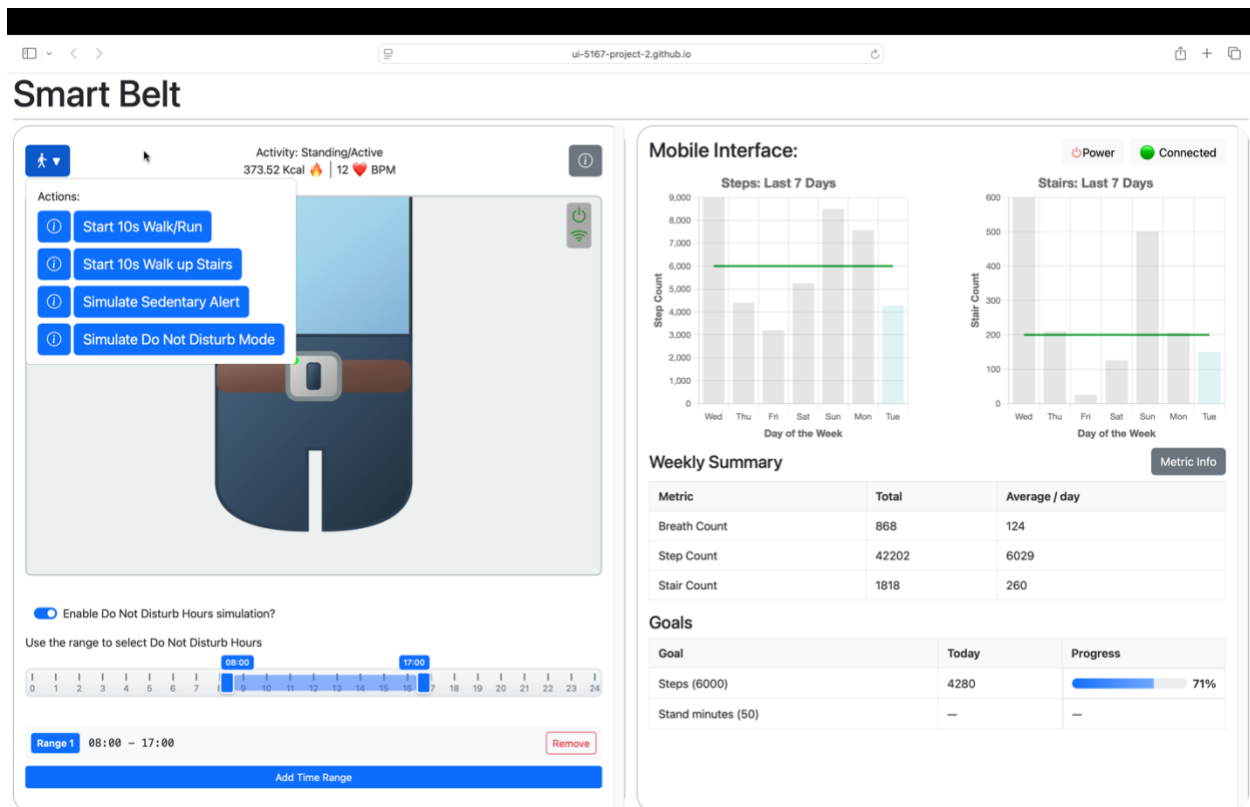 ui-5167-project-2.github.io
Smart Belt
Activity: Standing/Active
373.52 Kcal 🔥 | 12 ❤️ BPM
Actions:
Start 10s Walk/Run
Start 10s Walk up Stairs
Simulate Sedentary Alert
Simulate Do Not Disturb Mode
Enable Do Not Disturb Hours simulation?
Use the range to select Do Not Disturb Hours
08:00 17:00
0 1 2 3 4 5 6 7 9 10 11 12 13 14 15 16 7 18 19 20 21 22 23 24
Range 1 08:00 – 17:00 Remove
Add Time Range
Mobile Interface:
Power Connected
Steps: Last 7 Days
9,000
8,000
7,000
6,000
5,000
4,000
3,000
2,000
1,000
0
Step Count
Wed Thu Fri Sat Sun Mon Tue
Day of the Week
Stairs: Last 7 Days
600
500
400
300
200
100
0
Stair Count
Wed Thu Fri Sat Sun Mon Tue
Day of the Week
Weekly Summary Metric Info
Metric Total Average / day
Breath Count 868 124
Step Count 42202 6029
Stair Count 1818 260
Goals
Goal Today Progress
Steps (6000) 4280 71%
Stand minutes (50) — —